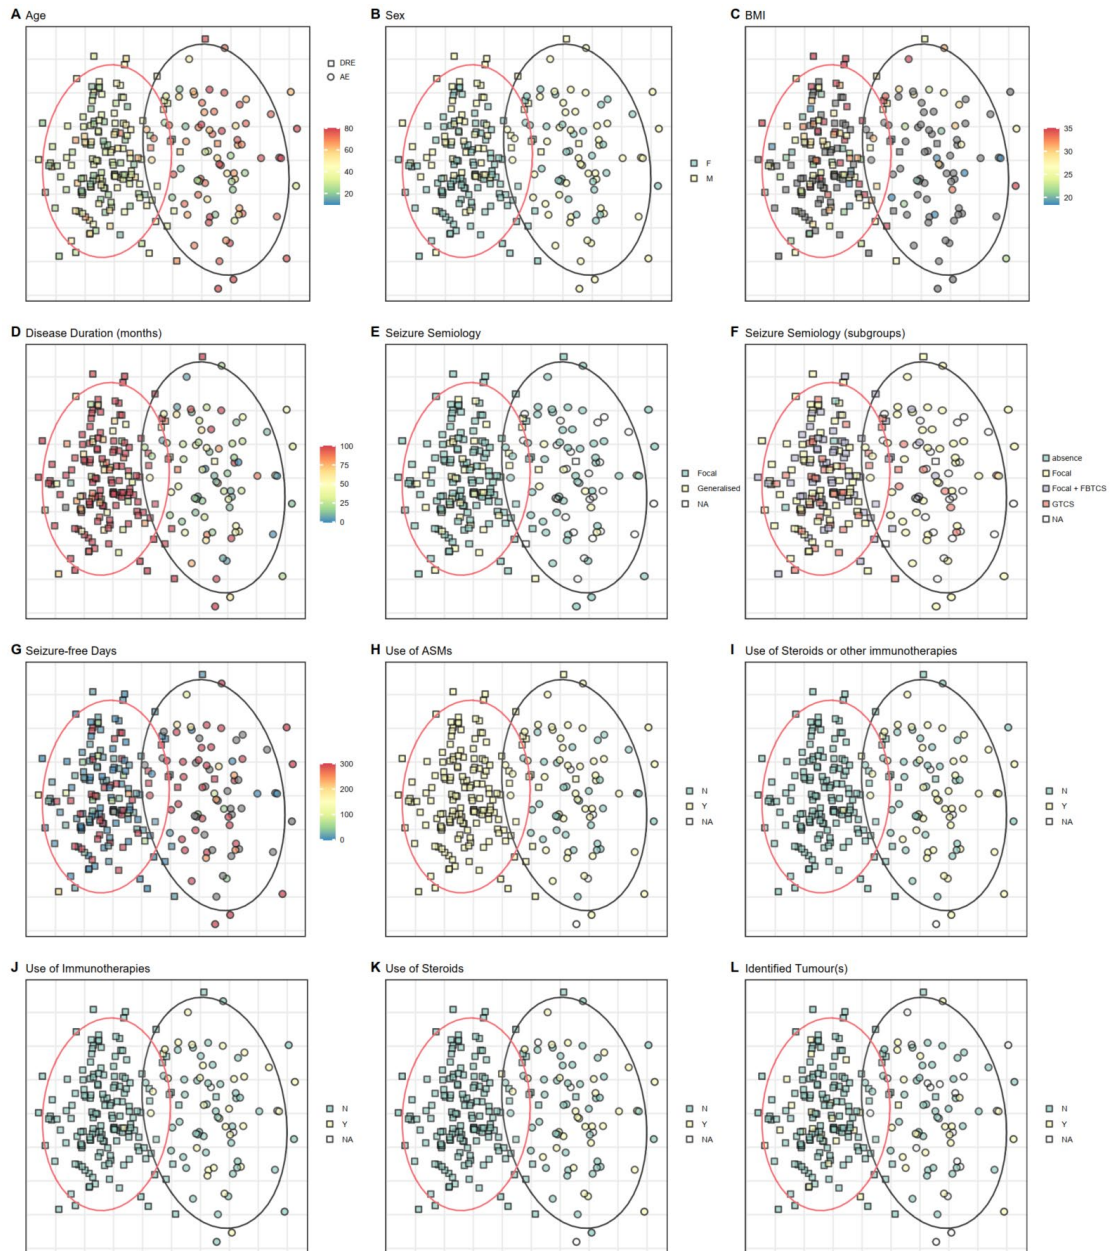 A Age
B Sex
C BMI
DRE
AE
80
60
40
20
F
M
35
30
25
20
D Disease Duration (months)
E Seizure Semiology
F Seizure Semiology (subgroups)
100
75
50
25
0
Focal
Generalised
NA
absence
Focal
Focal + FBTCS
GTCS
NA
G Seizure-free Days
H Use of ASMs
I Use of Steroids or other immunotherapies
300
200
100
0
N
Y
NA
N
Y
NA
J Use of Immunotherapies
K Use of Steroids
L Identified Tumour(s)
N
Y
NA
N
Y
NA
N
Y
NA